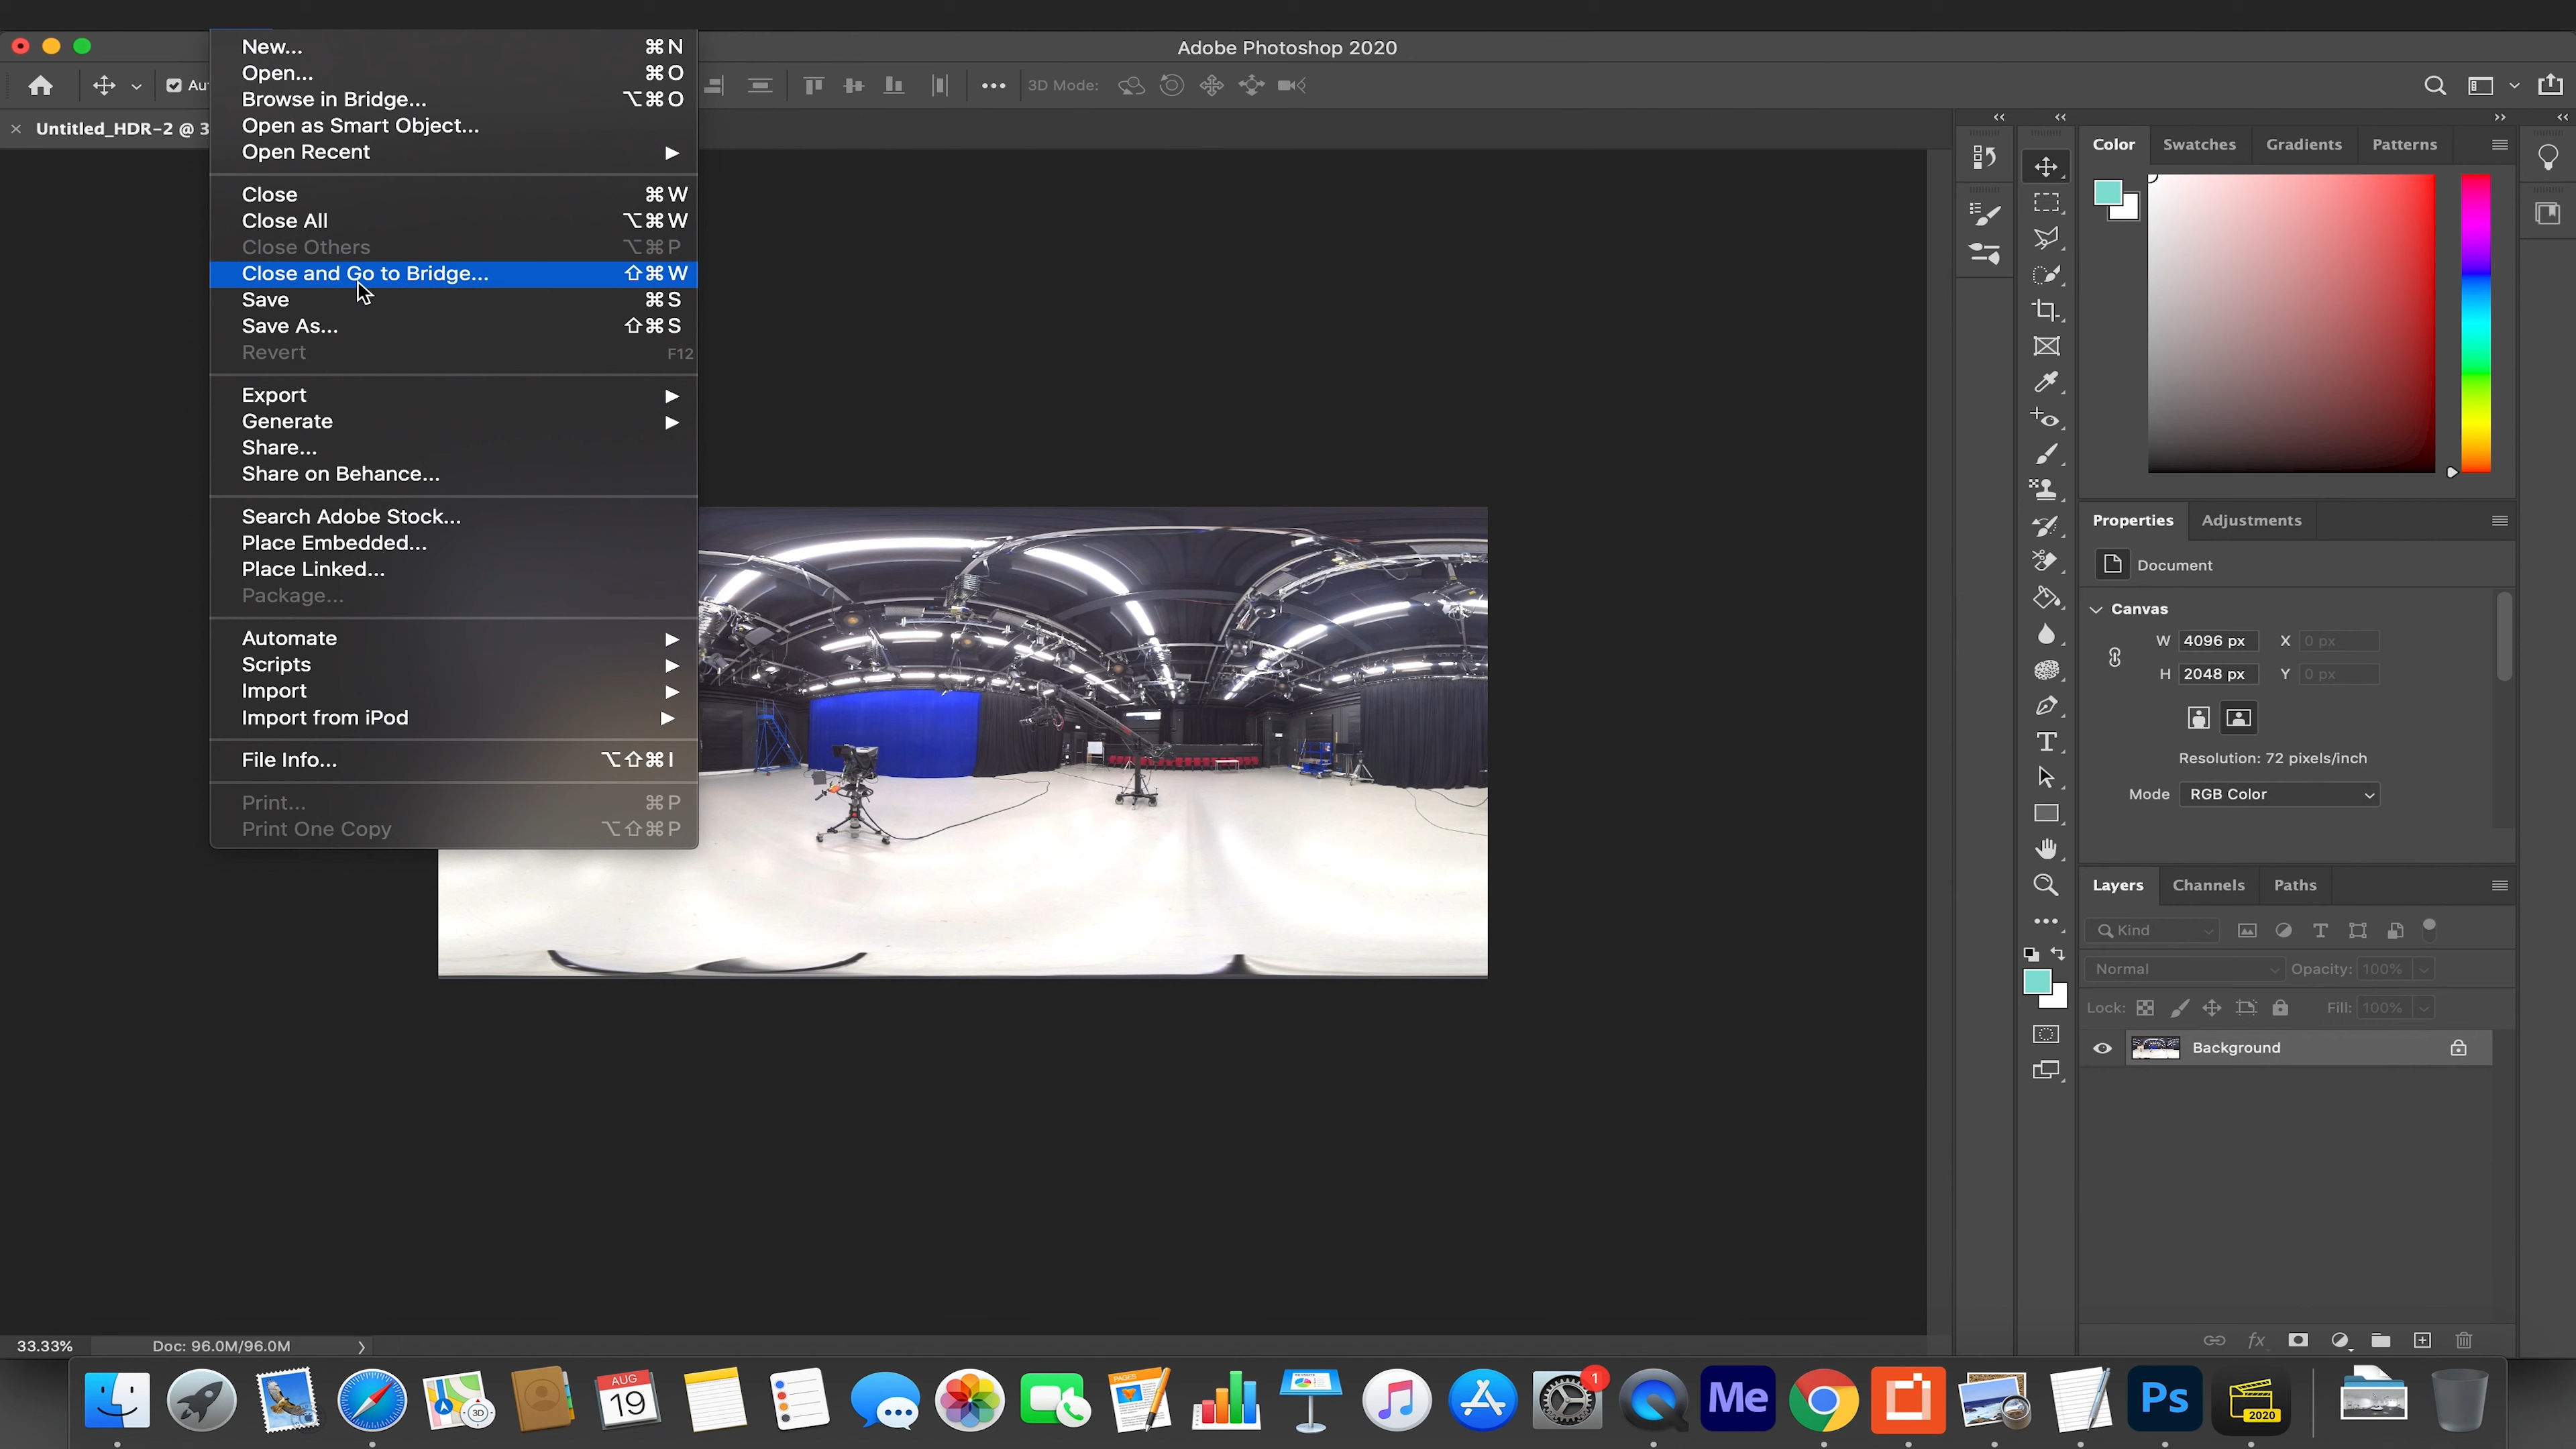 Adobe Photoshop 2020
Au
3D Mode:
Untitled_HDR-2 @ 3
New... ⌘N
Open... ⌘O
Browse in Bridge... ⌥⌘O
Open as Smart Object...
Open Recent ▶
Close ⌘W
Close All ⌥⌘W
Close Others ⌥⌘P
Close and Go to Bridge... ⇧⌘W
Save ⌘S
Save As... ⇧⌘S
Revert F12
Export ▶
Generate ▶
Share...
Share on Behance...
Search Adobe Stock...
Place Embedded...
Place Linked...
Package...
Automate ▶
Scripts ▶
Import ▶
Import from iPod ▶
File Info... ⌥⇧⌘I
Print... ⌘P
Print One Copy ⌥⇧⌘P
Color Swatches Gradients Patterns
Properties Adjustments
Document
Canvas
W 4096 px X 0 px
H 2048 px Y 0 px
Resolution: 72 pixels/inch
Mode RGB Color
Layers Channels Paths
Kind
Normal Opacity: 100%
Lock: Fill: 100%
Background
33.33% Doc: 96.0M/96.0M
3D
AUG
19
PAGES
1
Me
Ps
2020